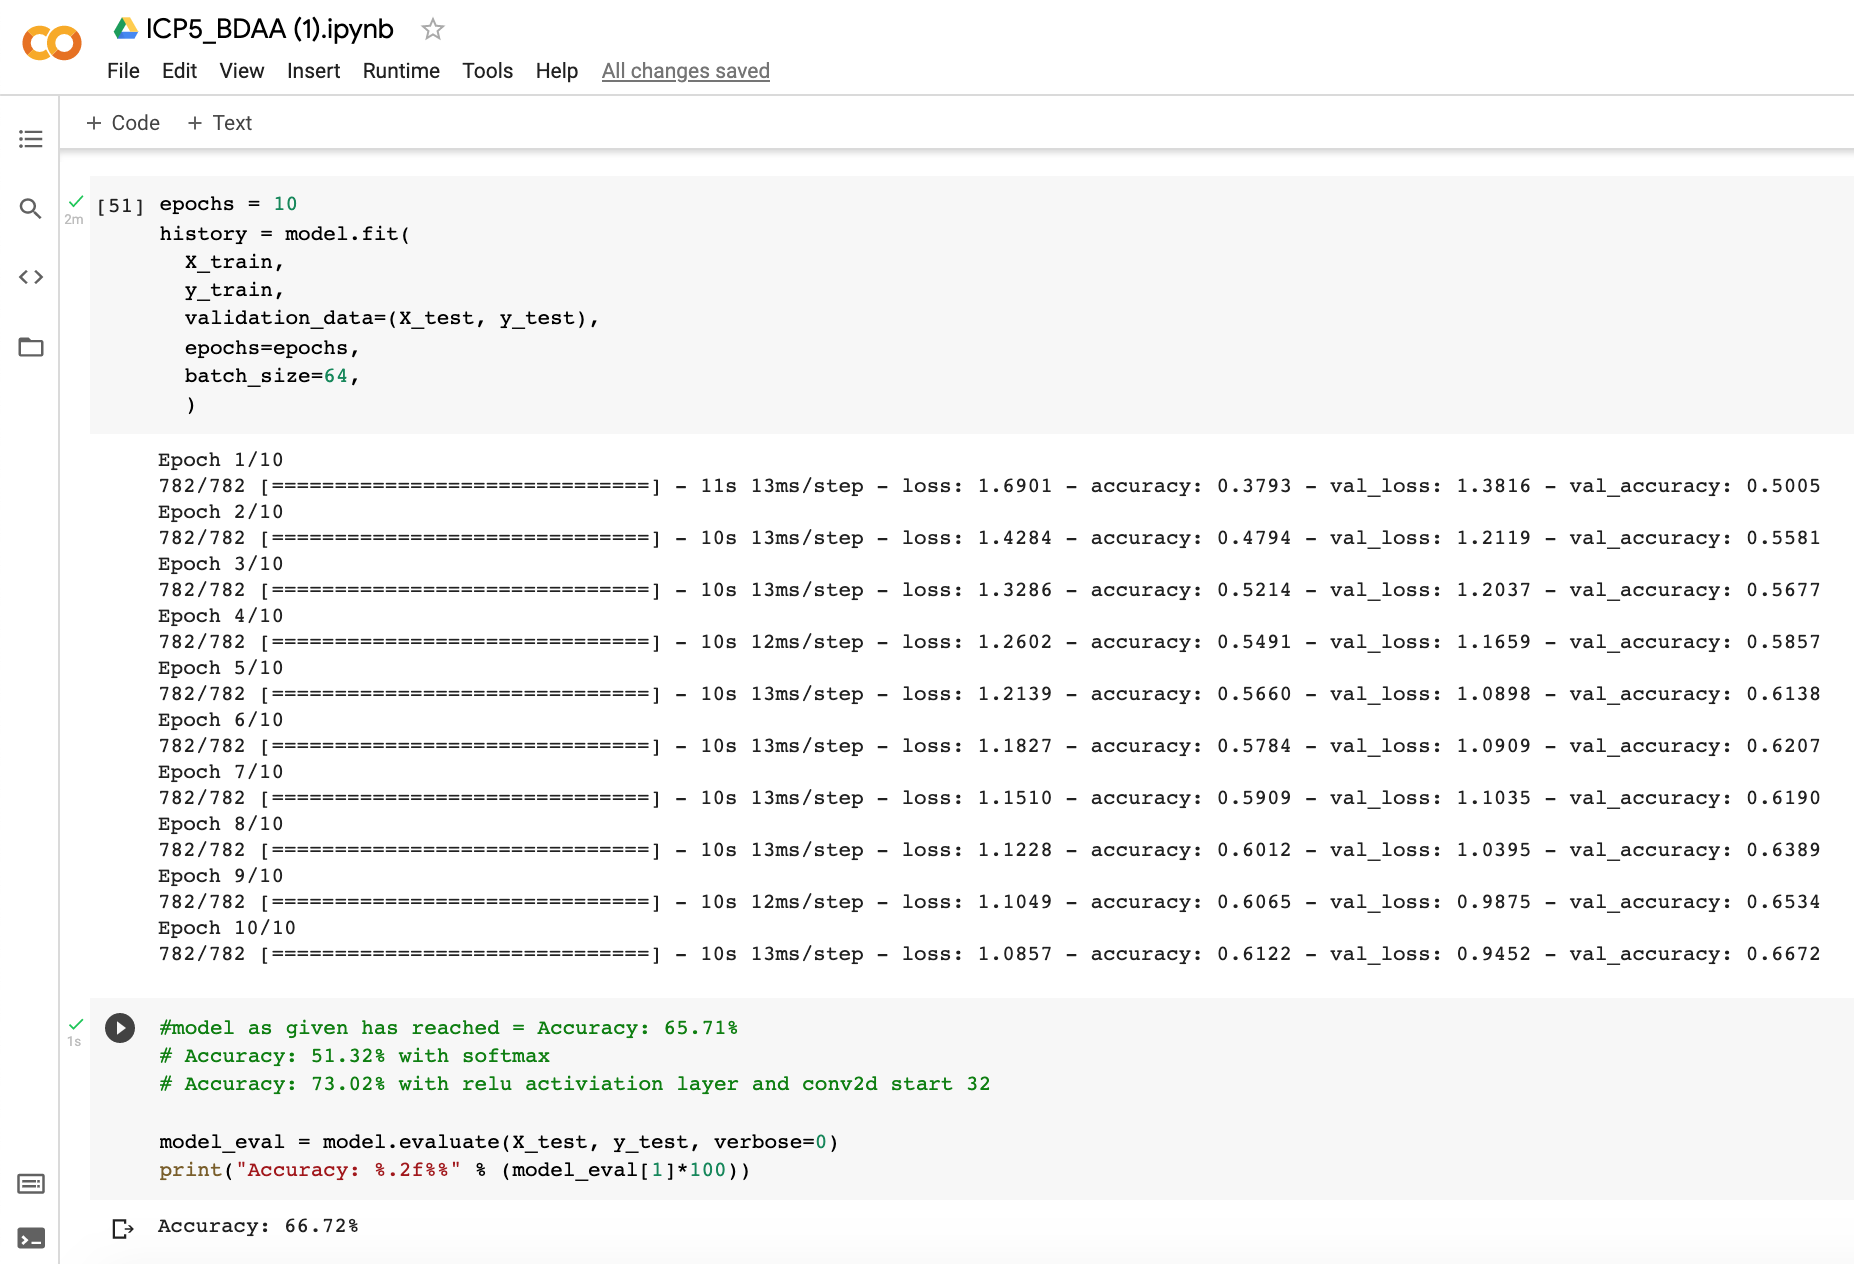 ICP5_BDAA (1).ipynb
File Edit View Insert Runtime Tools Help All changes saved
+ Code + Text
2m
[51] epochs = 10
history = model.fit(
X_train,
y_train,
validation_data=(X_test, y_test),
epochs=epochs,
batch_size=64,
)
Epoch 1/10
782/782 [==============================] - 11s 13ms/step - loss: 1.6901 - accuracy: 0.3793 - val_loss: 1.3816 - val_accuracy: 0.5005
Epoch 2/10
782/782 [==============================] - 10s 13ms/step - loss: 1.4284 - accuracy: 0.4794 - val_loss: 1.2119 - val_accuracy: 0.5581
Epoch 3/10
782/782 [==============================] - 10s 13ms/step - loss: 1.3286 - accuracy: 0.5214 - val_loss: 1.2037 - val_accuracy: 0.5677
Epoch 4/10
782/782 [==============================] - 10s 12ms/step - loss: 1.2602 - accuracy: 0.5491 - val_loss: 1.1659 - val_accuracy: 0.5857
Epoch 5/10
782/782 [==============================] - 10s 13ms/step - loss: 1.2139 - accuracy: 0.5660 - val_loss: 1.0898 - val_accuracy: 0.6138
Epoch 6/10
782/782 [==============================] - 10s 13ms/step - loss: 1.1827 - accuracy: 0.5784 - val_loss: 1.0909 - val_accuracy: 0.6207
Epoch 7/10
782/782 [==============================] - 10s 13ms/step - loss: 1.1510 - accuracy: 0.5909 - val_loss: 1.1035 - val_accuracy: 0.6190
Epoch 8/10
782/782 [==============================] - 10s 13ms/step - loss: 1.1228 - accuracy: 0.6012 - val_loss: 1.0395 - val_accuracy: 0.6389
Epoch 9/10
782/782 [==============================] - 10s 12ms/step - loss: 1.1049 - accuracy: 0.6065 - val_loss: 0.9875 - val_accuracy: 0.6534
Epoch 10/10
782/782 [==============================] - 10s 13ms/step - loss: 1.0857 - accuracy: 0.6122 - val_loss: 0.9452 - val_accuracy: 0.6672
1s
#model as given has reached = Accuracy: 65.71%
# Accuracy: 51.32% with softmax
# Accuracy: 73.02% with relu activiation layer and conv2d start 32
model_eval = model.evaluate(X_test, y_test, verbose=0)
print("Accuracy: %.2f%%" % (model_eval[1]*100))
Accuracy: 66.72%